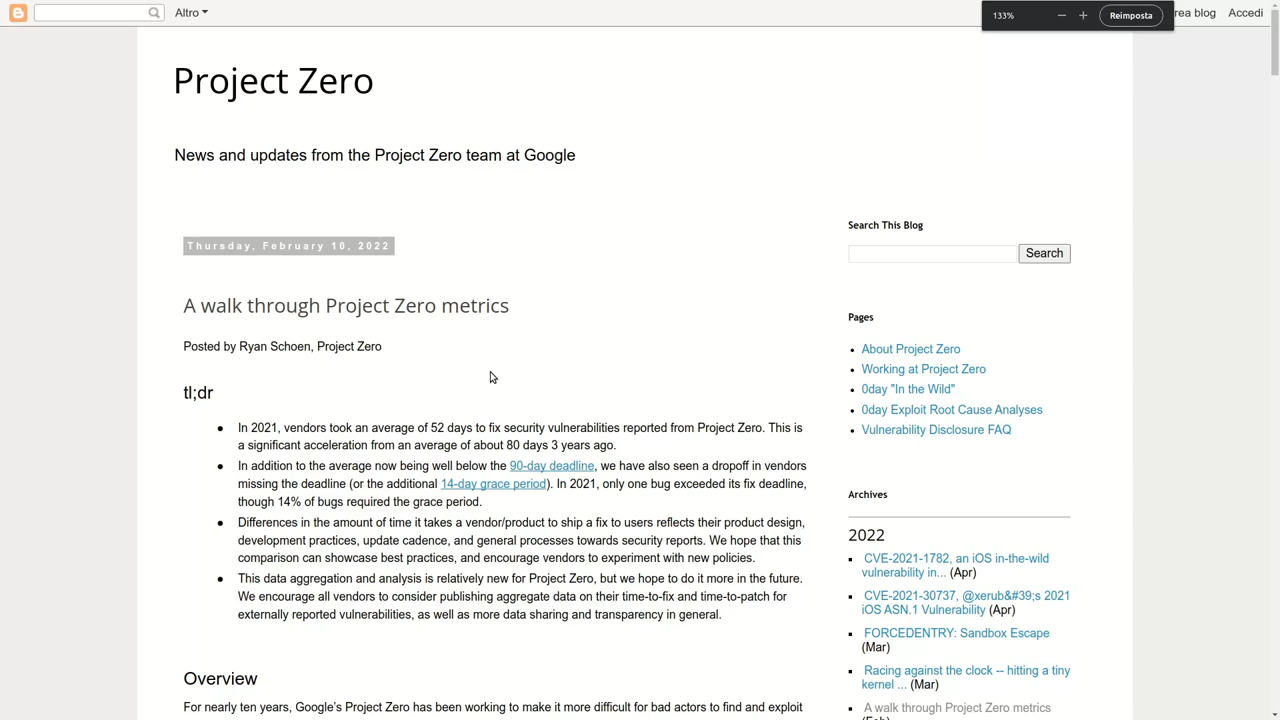 Altro
133%
Reimposta
rea blog
Accedi
Project Zero
News and updates from the Project Zero team at Google
Thursday, February 10, 2022
A walk through Project Zero metrics
Posted by Ryan Schoen, Project Zero
tl;dr
● In 2021, vendors took an average of 52 days to fix security vulnerabilities reported from Project Zero. This is
a significant acceleration from an average of about 80 days 3 years ago.
● In addition to the average now being well below the 90-day deadline, we have also seen a dropoff in vendors
missing the deadline (or the additional 14-day grace period). In 2021, only one bug exceeded its fix deadline,
though 14% of bugs required the grace period.
● Differences in the amount of time it takes a vendor/product to ship a fix to users reflects their product design,
development practices, update cadence, and general processes towards security reports. We hope that this
comparison can showcase best practices, and encourage vendors to experiment with new policies.
● This data aggregation and analysis is relatively new for Project Zero, but we hope to do it more in the future.
We encourage all vendors to consider publishing aggregate data on their time-to-fix and time-to-patch for
externally reported vulnerabilities, as well as more data sharing and transparency in general.
Overview
For nearly ten years, Google's Project Zero has been working to make it more difficult for bad actors to find and exploit
Search This Blog
Search
Pages
• About Project Zero
• Working at Project Zero
• 0day "In the Wild"
• 0day Exploit Root Cause Analyses
• Vulnerability Disclosure FAQ
Archives
2022
▪ CVE-2021-1782, an iOS in-the-wild
vulnerability in... (Apr)
▪ CVE-2021-30737, @xerub&#39;s 2021
iOS ASN.1 Vulnerability (Apr)
▪ FORCEDENTRY: Sandbox Escape
(Mar)
▪ Racing against the clock -- hitting a tiny
kernel ... (Mar)
▪ A walk through Project Zero metrics
(Feb)